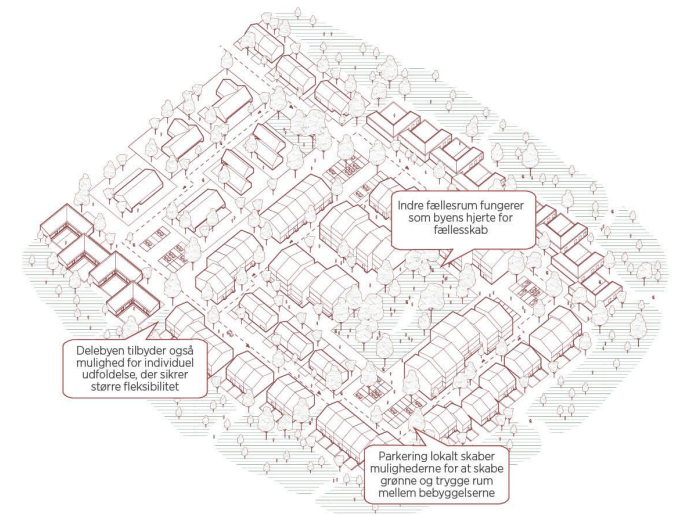 Indre fællesrum fungerer
som byens hjerte for
fællesskab
Delebyen tilbyder også
mulighed for individuel
udfoldelse, der sikrer
større fleksibilitet
Parkering lokalt skaber
mulighederne for at skabe
grønne og trygge rum
mellem bebyggelserne